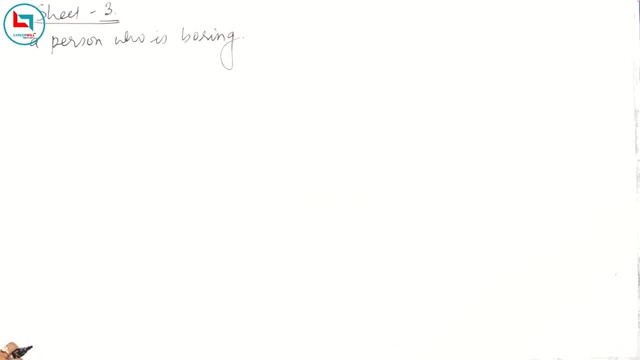 Sheet - 3.
a person who is boring.